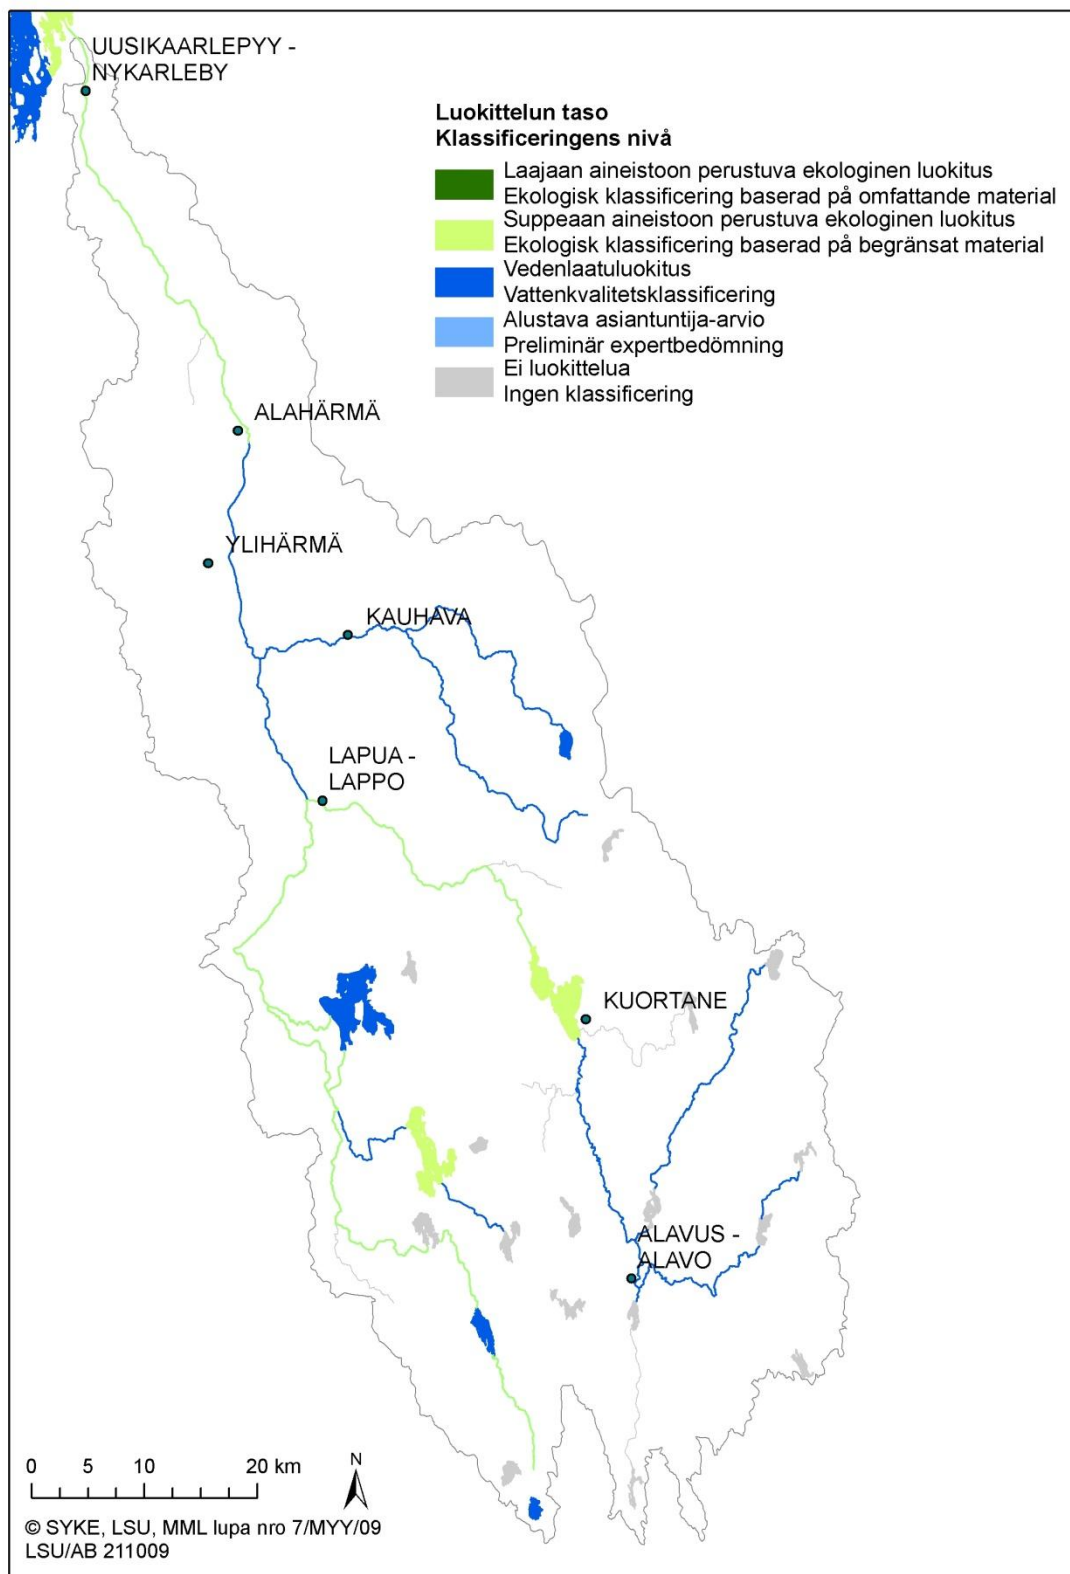 UUSIKAARLEPYY -
NYKARLEBY
Luokittelun taso
Klassificeringens nivå
Laajaan aineistoon perustuva ekologinen luokitus
Ekologisk klassificering baserad på omfattande material
Suppeaan aineistoon perustuva ekologinen luokitus
Ekologisk klassificering baserad på begränsat material
Vedenlaatuluokitus
Vattenkvalitetsklassificering
Alustava asiantuntija-arvio
Preliminär expertbedömning
Ei luokittelua
Ingen klassificering
ALAHÄRMÄ
YLIHÄRMÄ
KAUHAVA
LAPUA -
LAPPO
KUORTANE
ALAVUS -
ALAVO
0 5 10 20 km
N
© SYKE, LSU, MML lupa nro 7/MYY/09
LSU/AB 211009